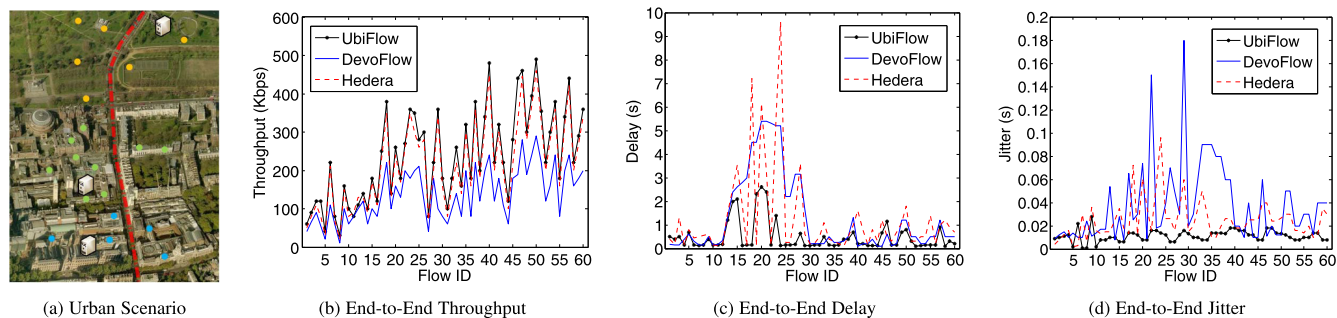 600
500
400
300
200
100
0
Throughput (Kbps)
UbiFlow
DevoFlow
Hedera
5 10 15 20 25 30 35 40 45 50 55 60
Flow ID
10
9
8
7
6
5
4
3
2
1
0
Delay (s)
UbiFlow
DevoFlow
Hedera
5 10 15 20 25 30 35 40 45 50 55 60
Flow ID
0.2
0.18
0.16
0.14
0.12
0.1
0.08
0.06
0.04
0.02
0
Jitter (s)
UbiFlow
DevoFlow
Hedera
5 10 15 20 25 30 35 40 45 50 55 60
Flow ID
(a) Urban Scenario
(b) End-to-End Throughput
(c) End-to-End Delay
(d) End-to-End Jitter